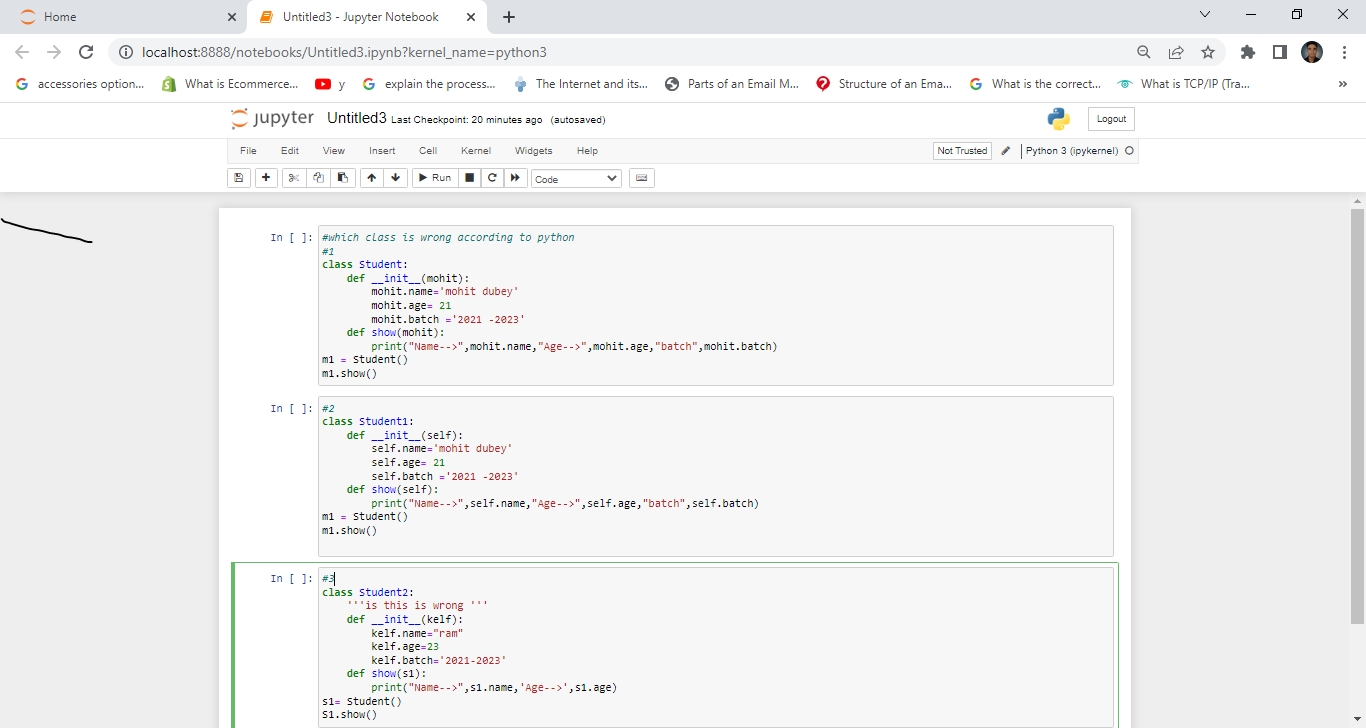 Home
Untitled3 - Jupyter Notebook
localhost:8888/notebooks/Untitled3.ipynb?kernel_name=python3
accessories option...
What is Ecommerce...
y
explain the process...
The Internet and its...
Parts of an Email M...
Structure of an Ema...
What is the correct...
What is TCP/IP (Tra...
jupyter Untitled3 Last Checkpoint: 20 minutes ago (autosaved)
Logout
File Edit View Insert Cell Kernel Widgets Help
Not Trusted
Python 3 (ipykernel)
Run
Code
In [ ]: #which class is wrong according to python
#1
class Student:
    def __init__(mohit):
        mohit.name='mohit dubey'
        mohit.age= 21
        mohit.batch ='2021 -2023'
    def show(mohit):
        print("Name-->",mohit.name,"Age-->",mohit.age,"batch",mohit.batch)
m1 = Student()
m1.show()
In [ ]: #2
class Student1:
    def __init__(self):
        self.name='mohit dubey'
        self.age= 21
        self.batch ='2021 -2023'
    def show(self):
        print("Name-->",self.name,"Age-->",self.age,"batch",self.batch)
m1 = Student()
m1.show()
In [ ]: #3
class Student2:
    '''is this is wrong '''
    def __init__(kelf):
        kelf.name="ram"
        kelf.age=23
        kelf.batch='2021-2023'
    def show(s1):
        print("Name-->",s1.name,'Age-->',s1.age)
s1= Student()
S1.show()